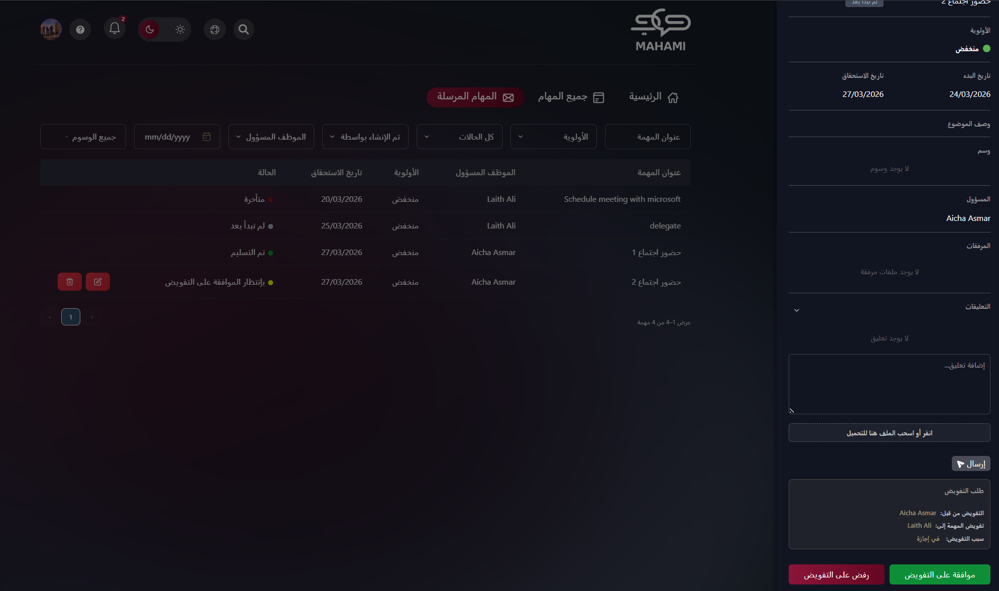 مهامي
MAHAMI
2
الرئيسية
جميع المهام
المهام المرسلة
عنوان المهمة
الأولوية
كل الحالات
تم الإنشاء بواسطة
الموظف المسؤول
mm/dd/yyyy
جميع الوسوم
عنوان المهمة الموظف المسؤول الأولوية تاريخ الاستحقاق الحالة
Schedule meeting with microsoft Laith Ali منخفض 20/03/2026 متأخرة
delegate Laith Ali منخفض 25/03/2026 لم تبدأ بعد
حضور اجتماع 1 Aicha Asmar منخفض 27/03/2026 تم التسليم
حضور اجتماع 2 Aicha Asmar منخفض 27/03/2026 بإنتظار الموافقة على التفويض
عرض 1–4 من 4 مهمة
‹ 1 ›
حضور اجتماع 2 لم تبدأ بعد
الأولوية
منخفض
تاريخ البدء تاريخ الاستحقاق
24/03/2026 27/03/2026
وصف الموضوع
وسم
لا يوجد وسوم
المسؤول
Aicha Asmar
المرفقات
لا يوجد ملفات مرفقة
التعليقات
لا يوجد تعليق
إضافة تعليق...
انقر أو اسحب الملف هنا للتحميل
إرسال
طلب التفويض
التفويض من قبل: Aicha Asmar
تفويض المهمة إلى: Laith Ali
سبب التفويض: في إجازة
موافقة على التفويض
رفض على التفويض